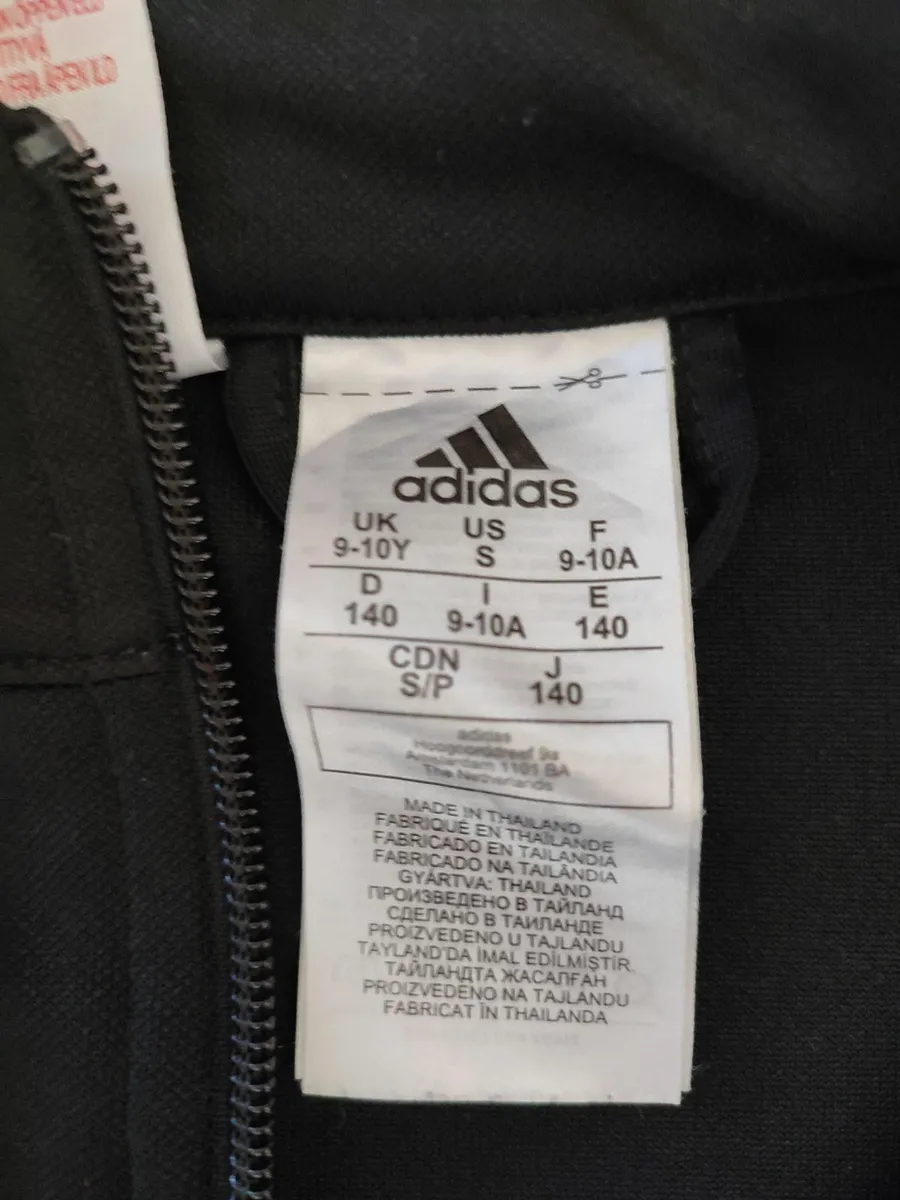 adidas
UK US F
9-10Y S 9-10A
D I E
140 9-10A 140
CDN J
S/P 140
adidas
Hoogoorddreef 9a
Amsterdam 1101 BA
The Netherlands
MADE IN THAILAND
FABRIQUÉ EN THAÏLANDE
FABRICADO EN TAILANDIA
FABRICADO NA TAILÂNDIA
GYÁRTVA: THAILAND
ПРОИЗВЕДЕНО В ТАЙЛАНД
СДЕЛАНО В ТАИЛАНДЕ
PROIZVEDENO U TAJLANDU
TAYLAND'DA İMAL EDİLMİŞTİR.
ТАЙЛАНДТА ЖАСАЛҒАН
PROIZVEDENO NA TAJLANDU
FABRICAT ÎN THAILANDA